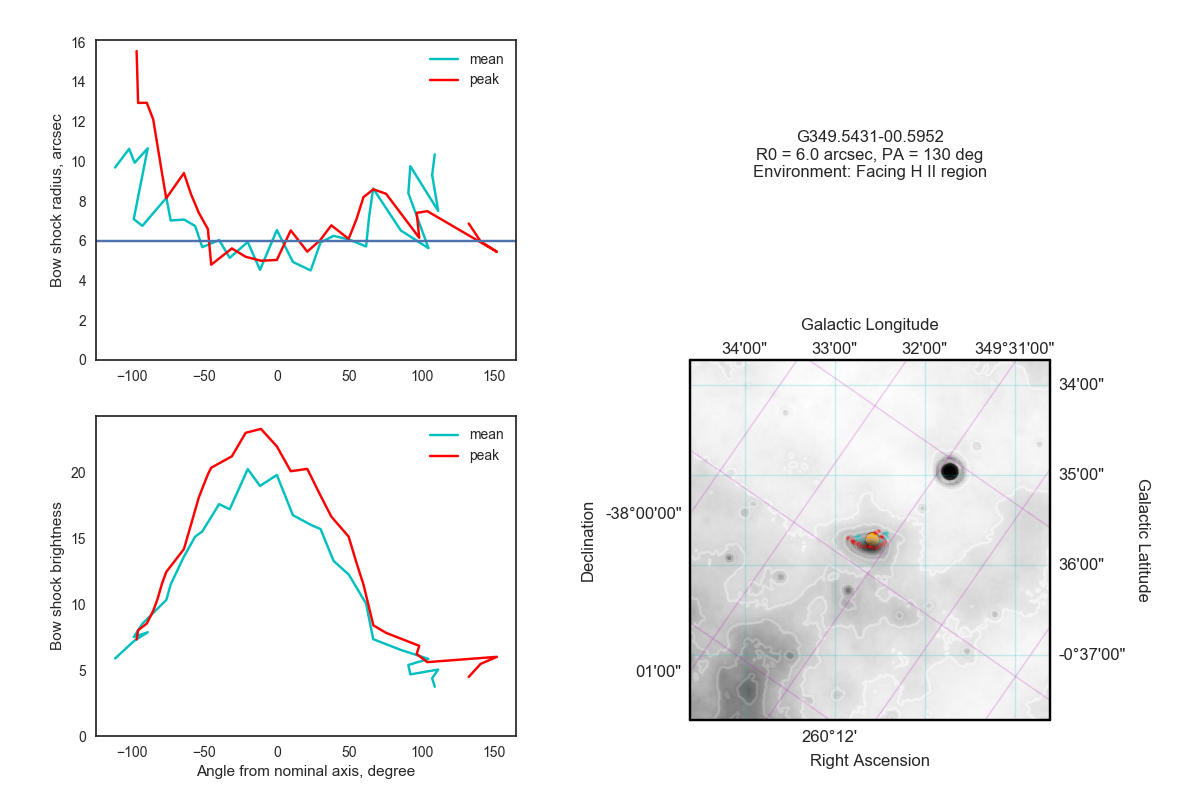 16
14
12
10
8
6
4
2
0
Bow shock radius, arcsec
mean
peak
−100
−50
0
50
100
150
20
15
10
5
0
Bow shock brightness
mean
peak
−100
−50
0
50
100
150
Angle from nominal axis, degree
G349.5431-00.5952
R0 = 6.0 arcsec, PA = 130 deg
Environment: Facing H II region
Galactic Longitude
34'00" 33'00" 32'00" 349°31'00"
34'00"
35'00"
36'00"
-0°37'00"
Galactic Latitude
-38°00'00"
01'00"
Declination
260°12'
Right Ascension